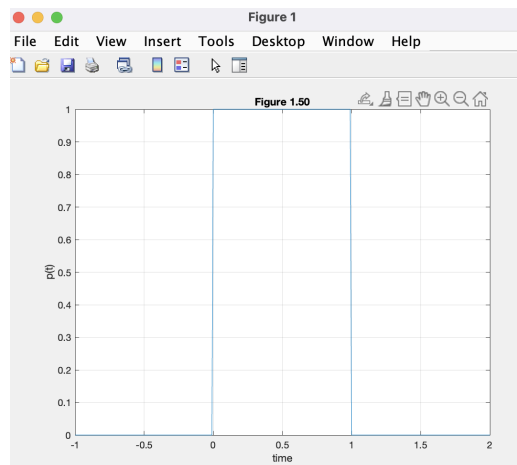 Figure 1
File Edit View Insert Tools Desktop Window Help
Figure 1.50
1
0.9
0.8
0.7
0.6
0.5
0.4
0.3
0.2
0.1
0
p(t)
-1 -0.5 0 0.5 1 1.5 2
time